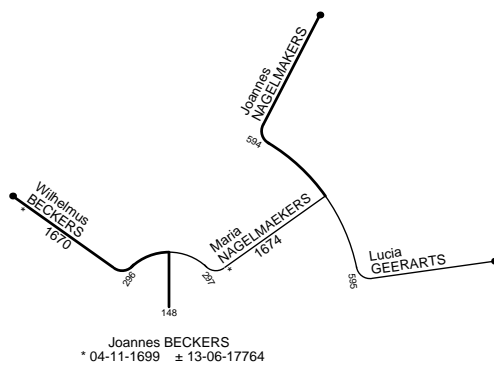 Joannes
NAGELMAKERS
594
Wilhelmus
BECKERS
* 1670
296
Maria
NAGELMAEKERS
* 1674
297
Lucia
GEERARTS
595
148
Joannes BECKERS
* 04-11-1699 ± 13-06-17764